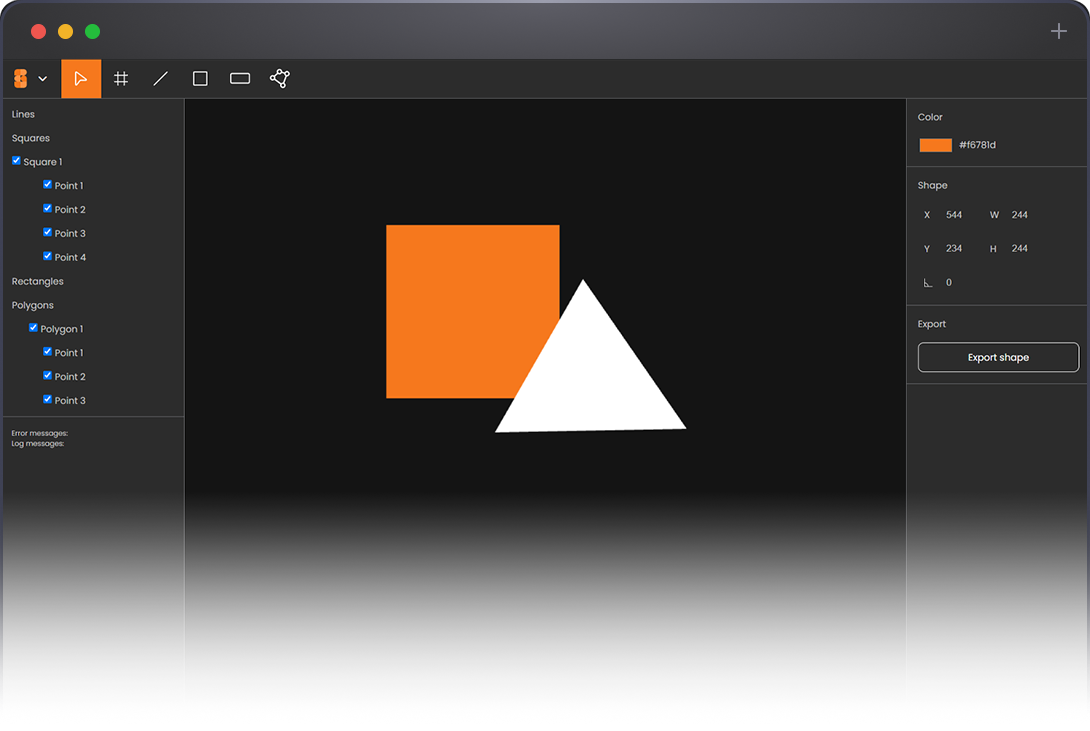 Lines
Squares
Square 1
Point 1
Point 2
Point 3
Point 4
Rectangles
Polygons
Polygon 1
Point 1
Point 2
Point 3
Error messages:
Log messages:
Color
#f6781d
Shape
X 544 W 244
Y 234 H 244
0
Export
Export shape